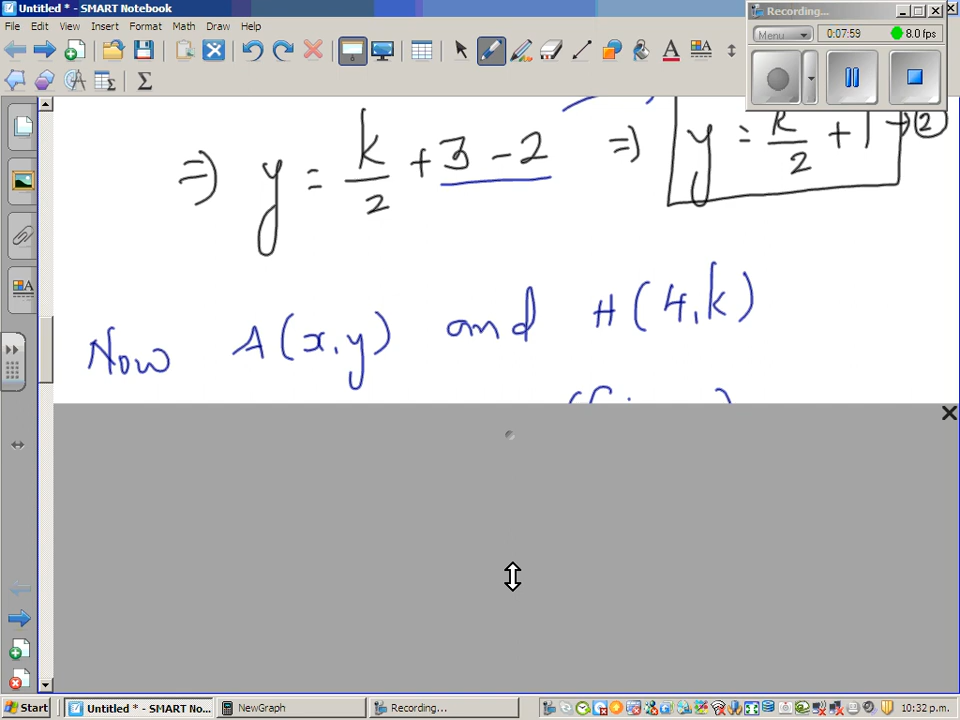 Untitled * - SMART Notebook
Recording...
File Edit View Insert Format Math Draw Help
Menu 0:07:59 8.0 fps
=> y = k/2 + 3 - 2 => y = k/2 + 1 → ②
Now A(x,y) and H(4,k)
Start Untitled * - SMART No... NewGraph Recording... 10:32 p.m.